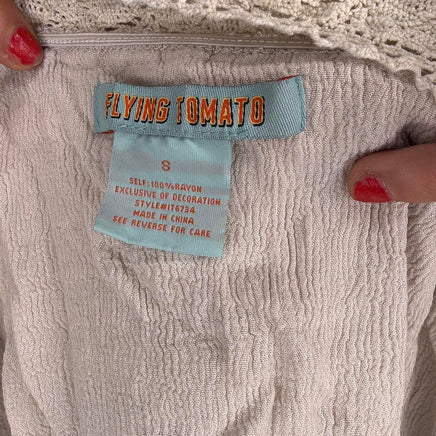 FLYING TOMATO
S
SELF:100%RAYON
EXCLUSIVE OF DECORATION
STYLE#IT6734
MADE IN CHINA
SEE REVERSE FOR CARE